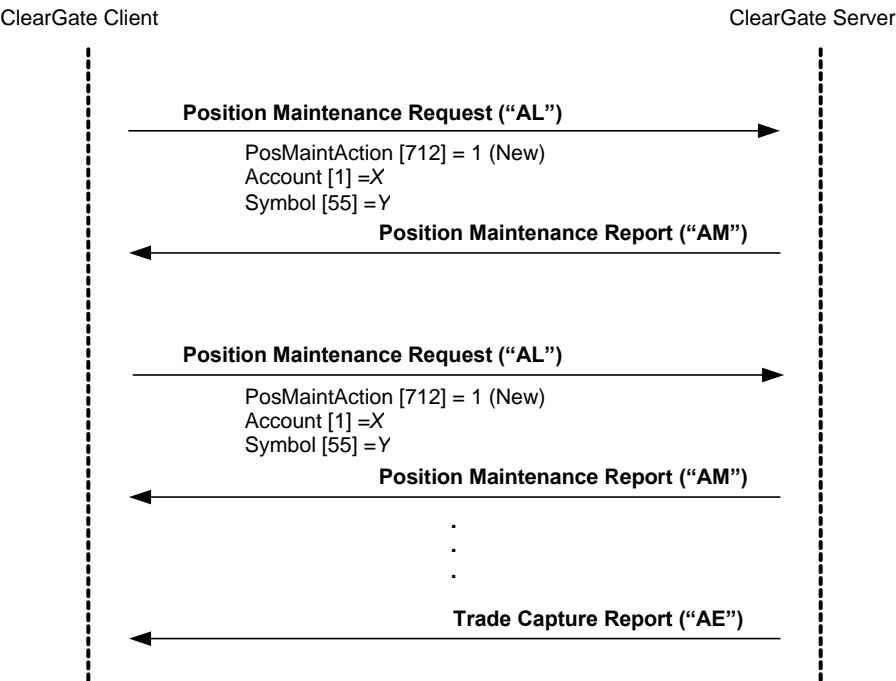 ClearGate Client
ClearGate Server
Position Maintenance Request (“AL”)
PosMaintAction [712] = 1 (New)
Account [1] =X
Symbol [55] =Y
Position Maintenance Report (“AM”)
Position Maintenance Request (“AL”)
PosMaintAction [712] = 1 (New)
Account [1] =X
Symbol [55] =Y
Position Maintenance Report (“AM”)
.
.
.
Trade Capture Report (“AE”)